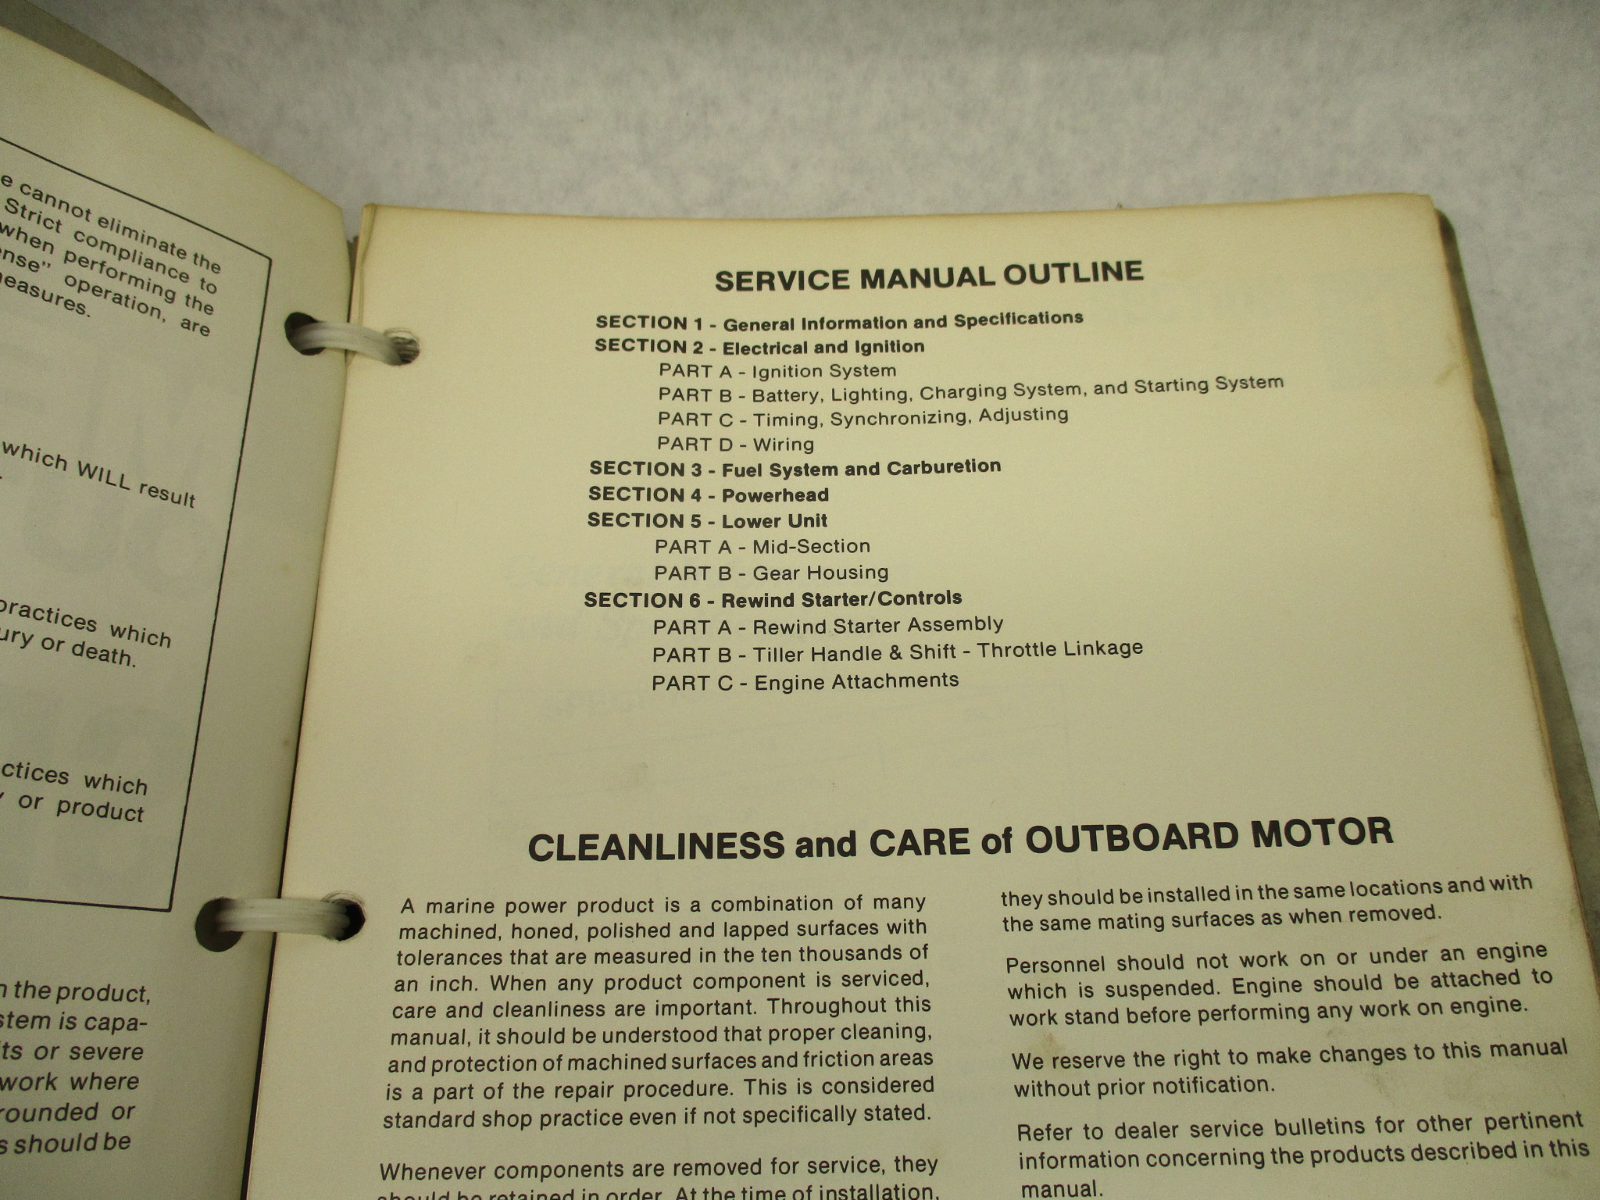 e cannot eliminate the
Strict compliance to
when performing the
ense" operation, are
measures.
which WILL result
practices which
ury or death.
ctices which
or product
n the product,
stem is capa-
ts or severe
work where
rounded or
s should be
SERVICE MANUAL OUTLINE
SECTION 1 - General Information and Specifications
SECTION 2 - Electrical and Ignition
PART A - Ignition System
PART B - Battery, Lighting, Charging System, and Starting System
PART C - Timing, Synchronizing, Adjusting
PART D - Wiring
SECTION 3 - Fuel System and Carburetion
SECTION 4 - Powerhead
SECTION 5 - Lower Unit
PART A - Mid-Section
PART B - Gear Housing
SECTION 6 - Rewind Starter/Controls
PART A - Rewind Starter Assembly
PART B - Tiller Handle & Shift - Throttle Linkage
PART C - Engine Attachments
CLEANLINESS and CARE of OUTBOARD MOTOR
A marine power product is a combination of many
machined, honed, polished and lapped surfaces with
tolerances that are measured in the ten thousands of
an inch. When any product component is serviced,
care and cleanliness are important. Throughout this
manual, it should be understood that proper cleaning,
and protection of machined surfaces and friction areas
is a part of the repair procedure. This is considered
standard shop practice even if not specifically stated.
Whenever components are removed for service, they
should be retained in order. At the time of installation,
they should be installed in the same locations and with
the same mating surfaces as when removed.
Personnel should not work on or under an engine
which is suspended. Engine should be attached to
work stand before performing any work on engine.
We reserve the right to make changes to this manual
without prior notification.
Refer to dealer service bulletins for other pertinent
information concerning the products described in this
manual.